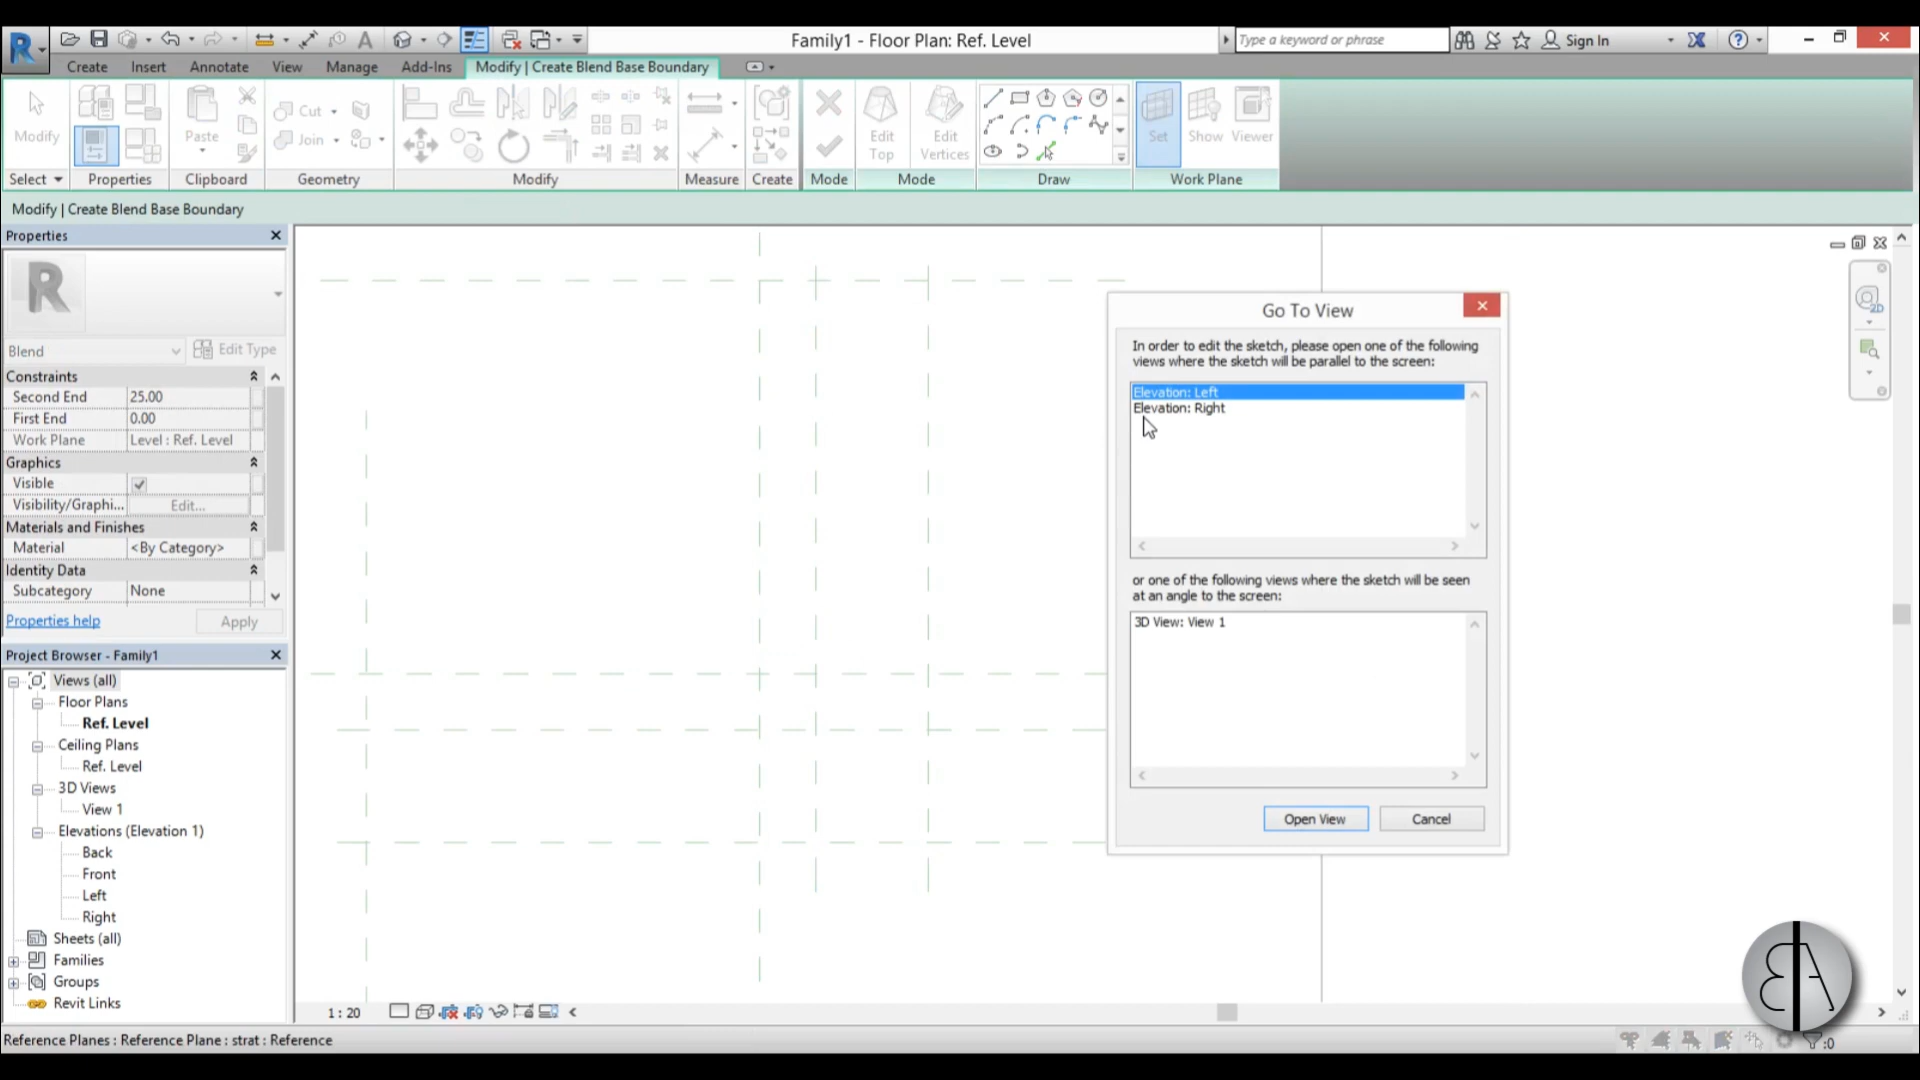 Family1 - Floor Plan: Ref. Level
Type a keyword or phrase
Sign In
Create Insert Annotate View Manage Add-Ins Modify | Create Blend Base Boundary
Modify
Paste
Cut
Join
Edit Top
Edit Vertices
Set Show Viewer
Select Properties Clipboard Geometry Modify Measure Create Mode Mode Draw Work Plane
Modify | Create Blend Base Boundary
Properties
Blend
Edit Type
Constraints
Second End 25.00
First End 0.00
Work Plane Level : Ref. Level
Graphics
Visible
Visibility/Graphi... Edit...
Materials and Finishes
Material <By Category>
Identity Data
Subcategory None
Properties help
Apply
Project Browser - Family1
Views (all)
Floor Plans
Ref. Level
Ceiling Plans
Ref. Level
3D Views
View 1
Elevations (Elevation 1)
Back
Front
Left
Right
Sheets (all)
Families
Groups
Revit Links
Go To View
In order to edit the sketch, please open one of the following
views where the sketch will be parallel to the screen:
Elevation: Left
Elevation: Right
or one of the following views where the sketch will be seen
at an angle to the screen:
3D View: View 1
Open View
Cancel
1 : 20
Reference Planes : Reference Plane : strat : Reference
:0